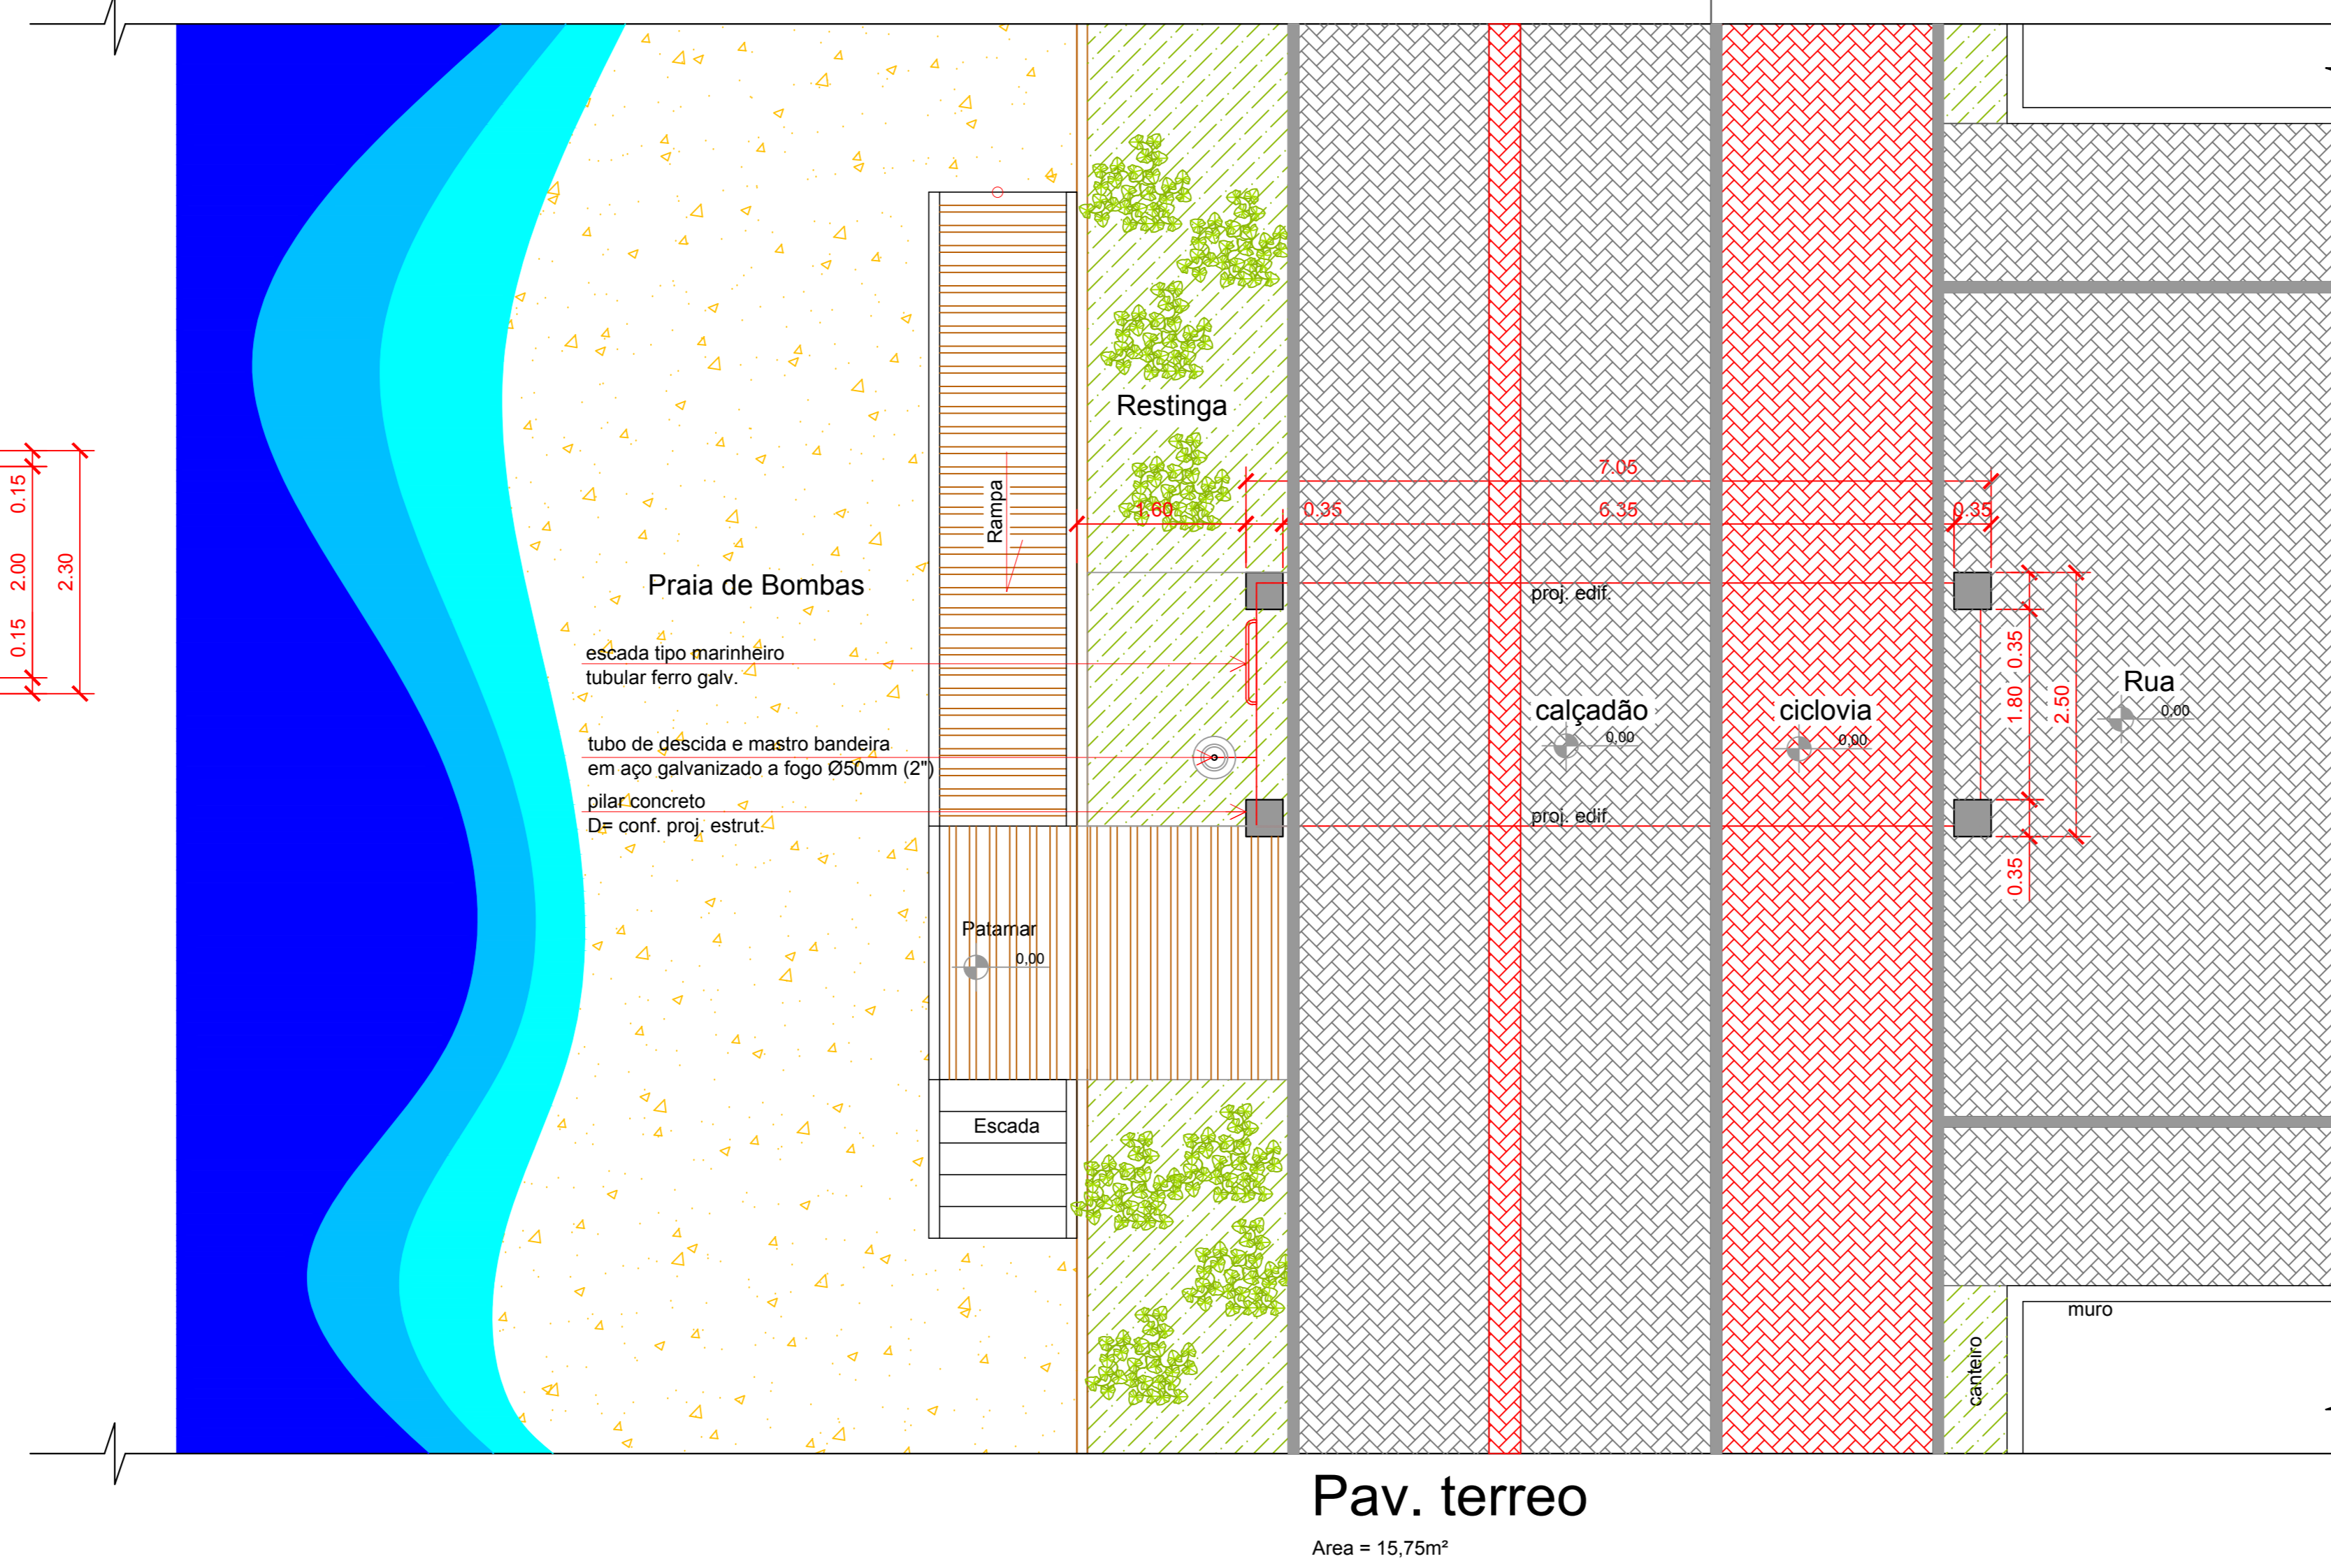 Restinga
7.05
1.60
0.35
6.35
0.35
0.15
2.00
0.15
2.30
Rampa
Praia de Bombas
proj. edif.
escada tipo marinheiro
tubular ferro galv.
0.35
1.80
2.50
0.35
Rua
0,00
calçadão
0,00
ciclovia
0,00
tubo de descida e mastro bandeira
em aço galvanizado a fogo Ø50mm (2")
pilar concreto
D= conf. proj. estrut.
proj. edif.
Patamar
0,00
Escada
muro
canteiro
Pav. terreo
Area = 15,75m²